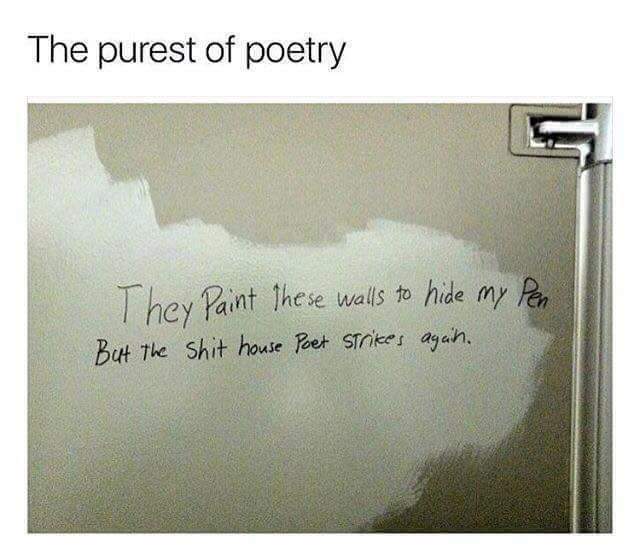 The purest of poetry
They Paint These walls to hide my Pen
But The Shit house Poet STrikes again.